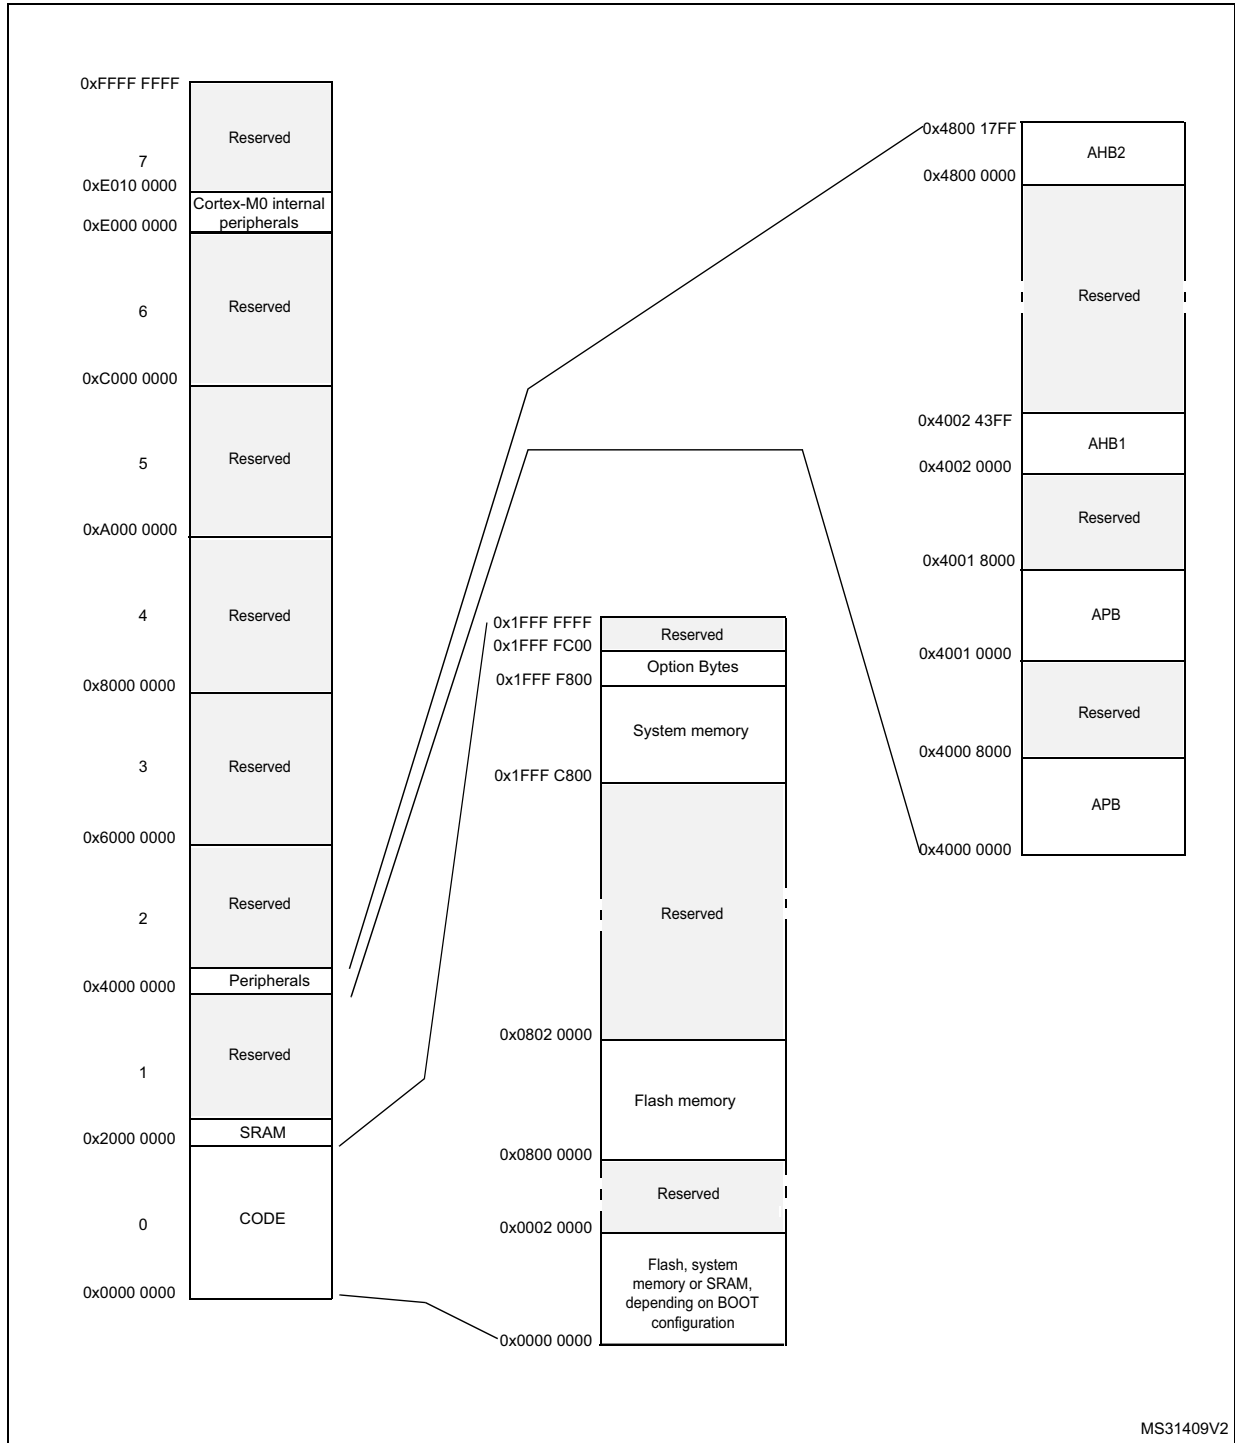 0xFFFF FFFF
Reserved
7
0xE010 0000
Cortex-M0 internal
peripherals
0xE000 0000
Reserved
6
0xC000 0000
Reserved
5
0xA000 0000
Reserved
4
0x8000 0000
Reserved
3
0x6000 0000
Reserved
2
Peripherals
0x4000 0000
Reserved
1
SRAM
0x2000 0000
CODE
0
0x0000 0000
0x1FFF FFFF
Reserved
0x1FFF FC00
Option Bytes
0x1FFF F800
System memory
0x1FFF C800
Reserved
0x0802 0000
Flash memory
0x0800 0000
Reserved
0x0002 0000
Flash, system
memory or SRAM,
depending on BOOT
configuration
0x0000 0000
0x4800 17FF
AHB2
0x4800 0000
Reserved
0x4002 43FF
AHB1
0x4002 0000
Reserved
0x4001 8000
APB
0x4001 0000
Reserved
0x4000 8000
APB
0x4000 0000
MS31409V2